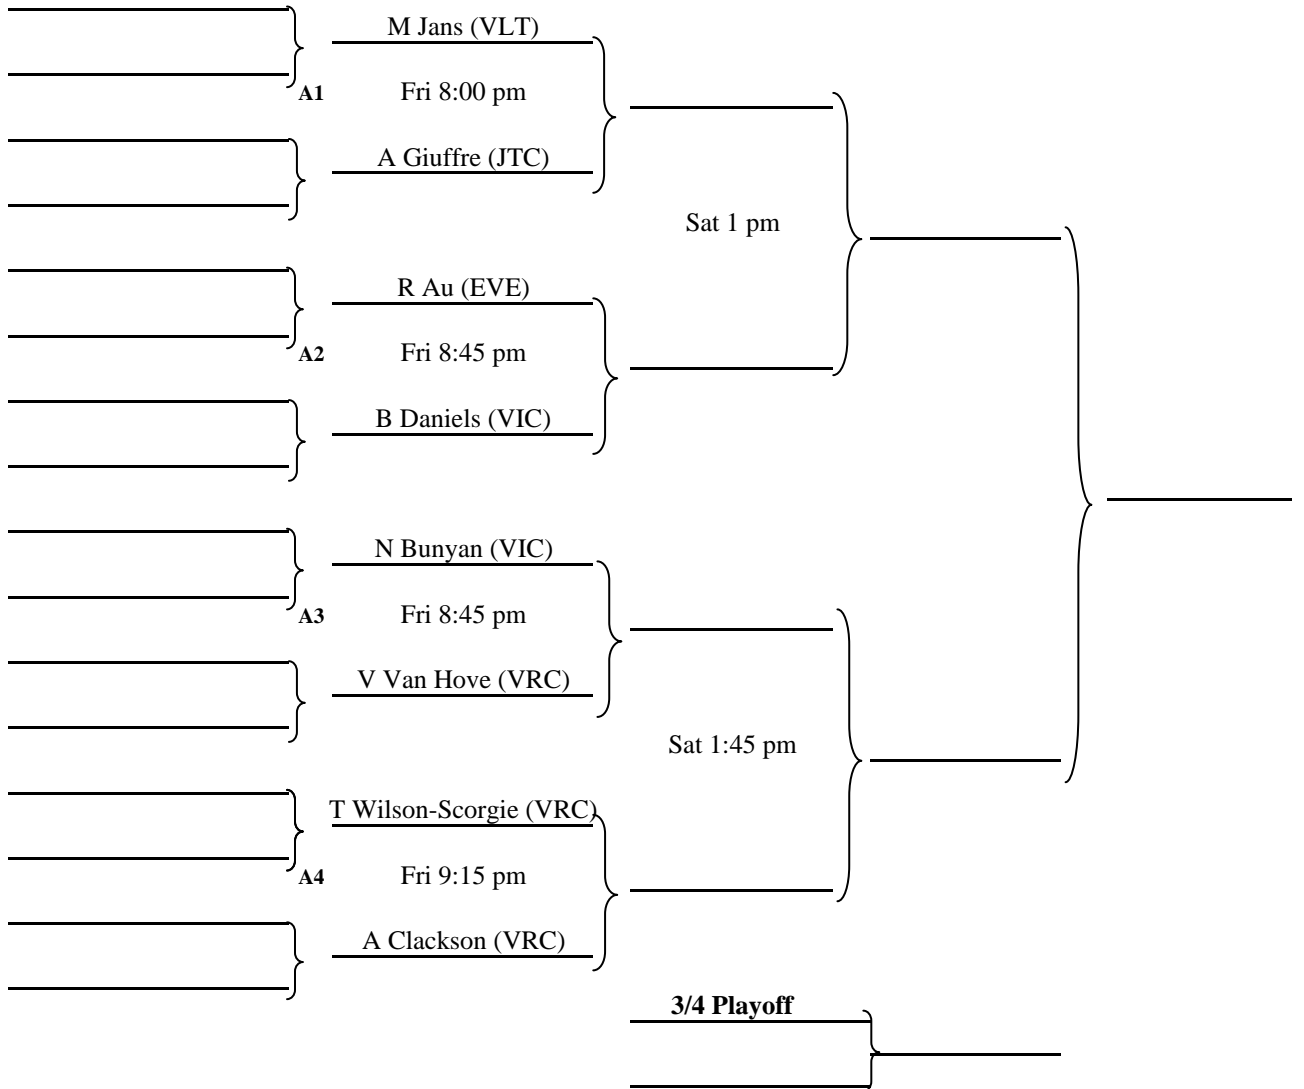 M Jans (VLT)
A1
Fri 8:00 pm
A Giuffre (JTC)
Sat 1 pm
R Au (EVE)
A2
Fri 8:45 pm
B Daniels (VIC)
N Bunyan (VIC)
A3
Fri 8:45 pm
V Van Hove (VRC)
Sat 1:45 pm
T Wilson-Scorgie (VRC)
A4
Fri 9:15 pm
A Clackson (VRC)
3/4 Playoff